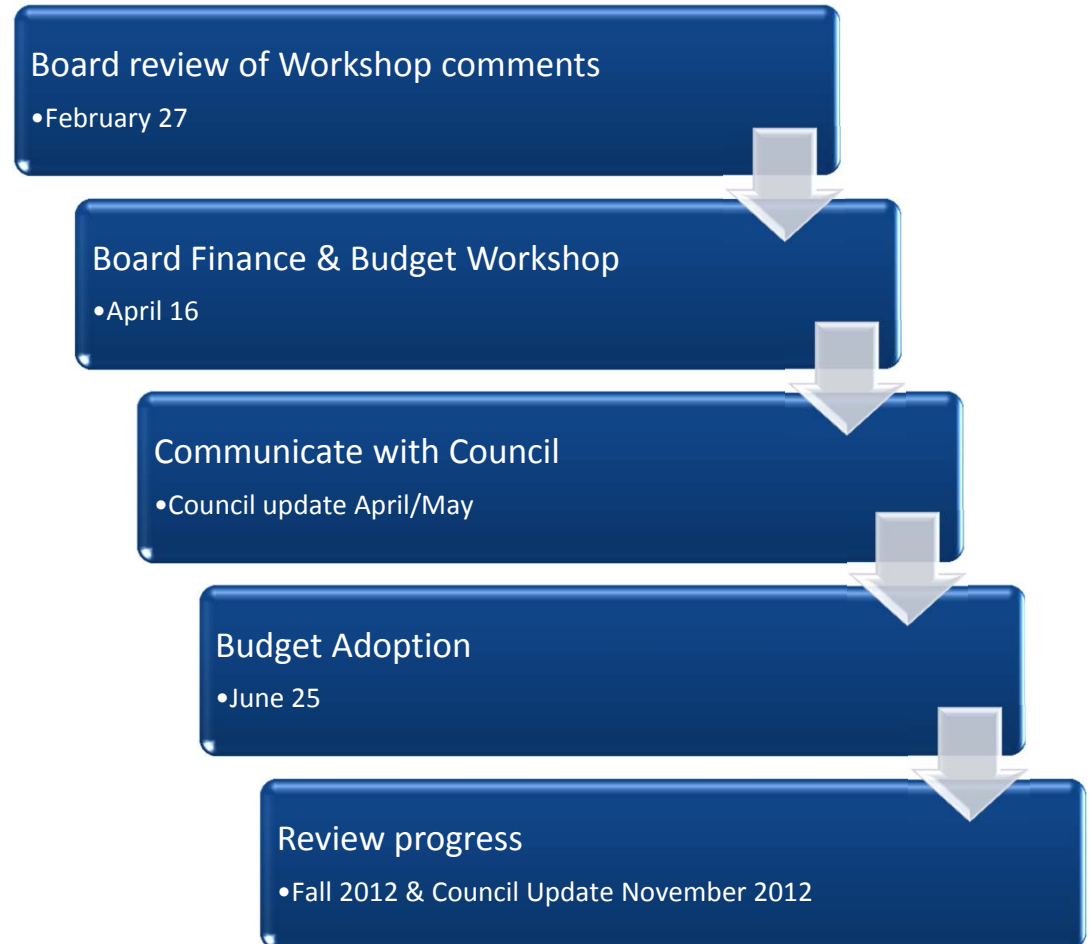 Board review of Workshop comments
•February 27
Board Finance & Budget Workshop
•April 16
Communicate with Council
•Council update April/May
Budget Adoption
•June 25
Review progress
•Fall 2012 & Council Update November 2012